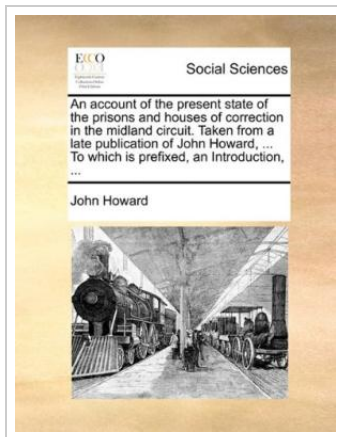 ECCO
Social Sciences
An account of the present state of
the prisons and houses of correction
in the midland circuit. Taken from a
late publication of John Howard, ...
To which is prefixed, an Introduction,
...
John Howard